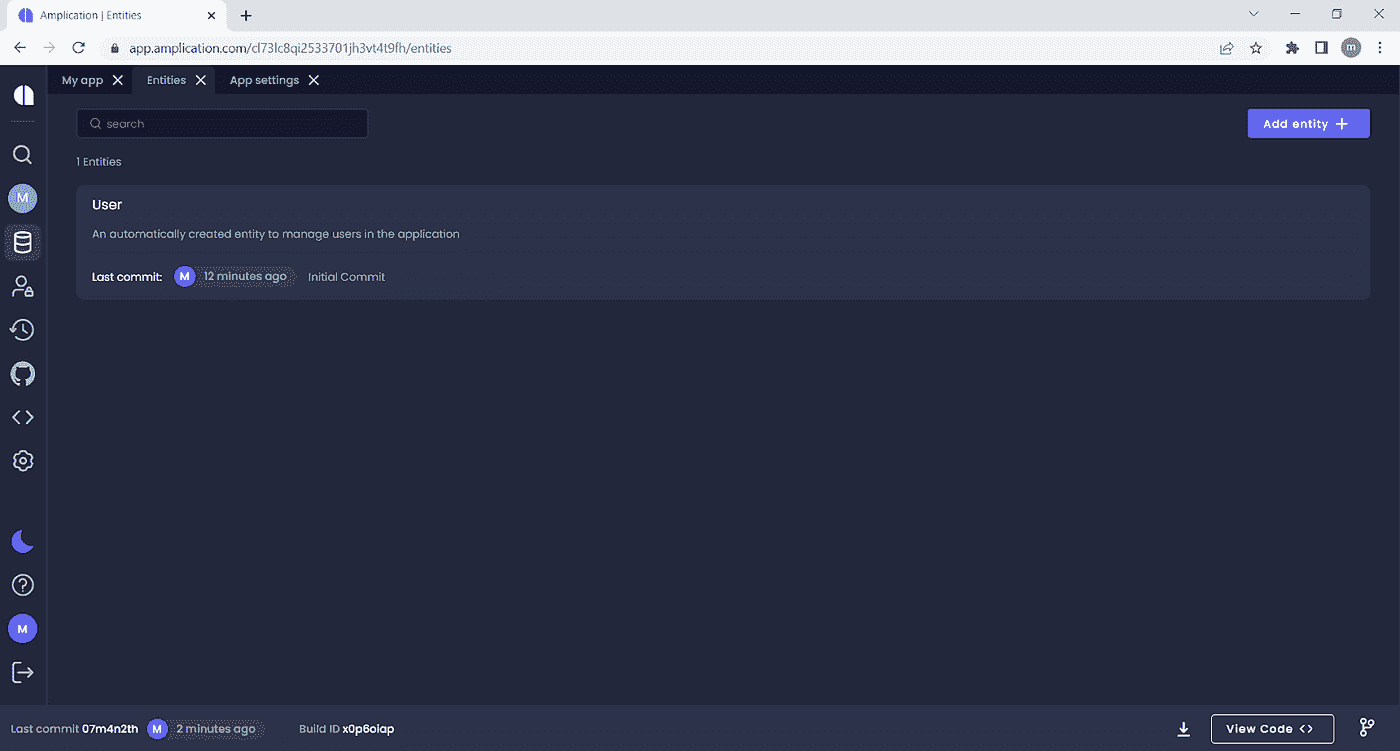 Amplication | Entities
app.amplication.com/cl73lc8qi2533701jh3vt4t9fh/entities
m
My app
Entities
App settings
search
Add entity
1 Entities
M
User
An automatically created entity to manage users in the application
Last commit: M 12 minutes ago Initial Commit
M
Last commit 07m4n2th M 2 minutes ago Build ID x0p6oiap
View Code